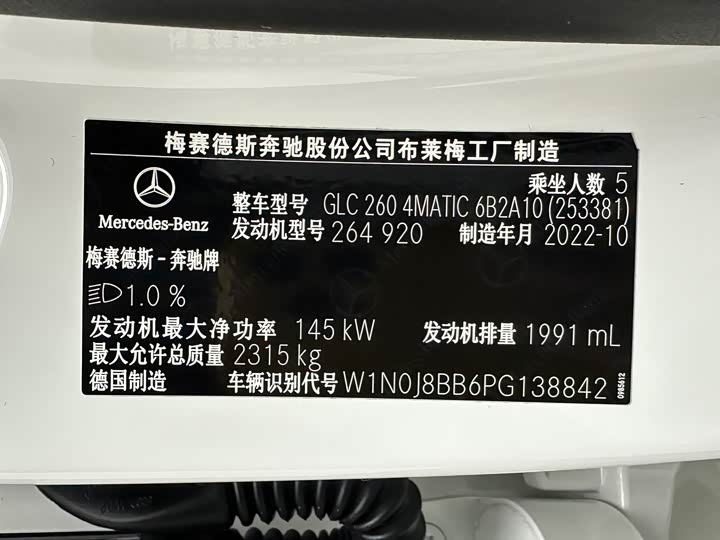 梅赛德斯奔驰股份公司布莱梅工厂制造
乘坐人数 5
整车型号 GLC 260 4MATIC 6B2A10 (253381)
Mercedes-Benz
发动机型号 264 920 制造年月 2022-10
梅赛德斯－奔驰牌
1.0 %
发动机最大净功率 145 kW 发动机排量 1991 mL
最大允许总质量 2315 kg
德国制造 车辆识别代号 W1N0J8BB6PG138842
0985612